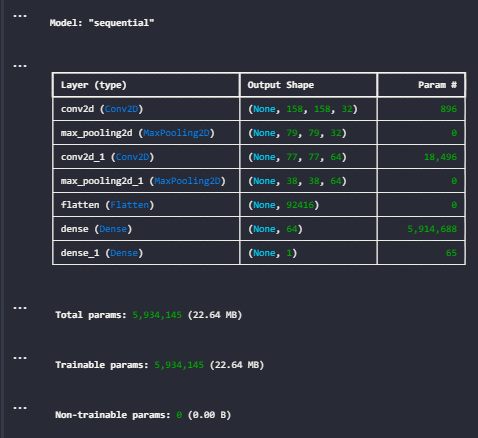 ...
Model: "sequential"
...
Layer (type) Output Shape Param #
conv2d (Conv2D) (None, 158, 158, 32) 896
max_pooling2d (MaxPooling2D) (None, 79, 79, 32) 0
conv2d_1 (Conv2D) (None, 77, 77, 64) 18,496
max_pooling2d_1 (MaxPooling2D) (None, 38, 38, 64) 0
flatten (Flatten) (None, 92416) 0
dense (Dense) (None, 64) 5,914,688
dense_1 (Dense) (None, 1) 65
...
Total params: 5,934,145 (22.64 MB)
...
Trainable params: 5,934,145 (22.64 MB)
...
Non-trainable params: 0 (0.00 B)